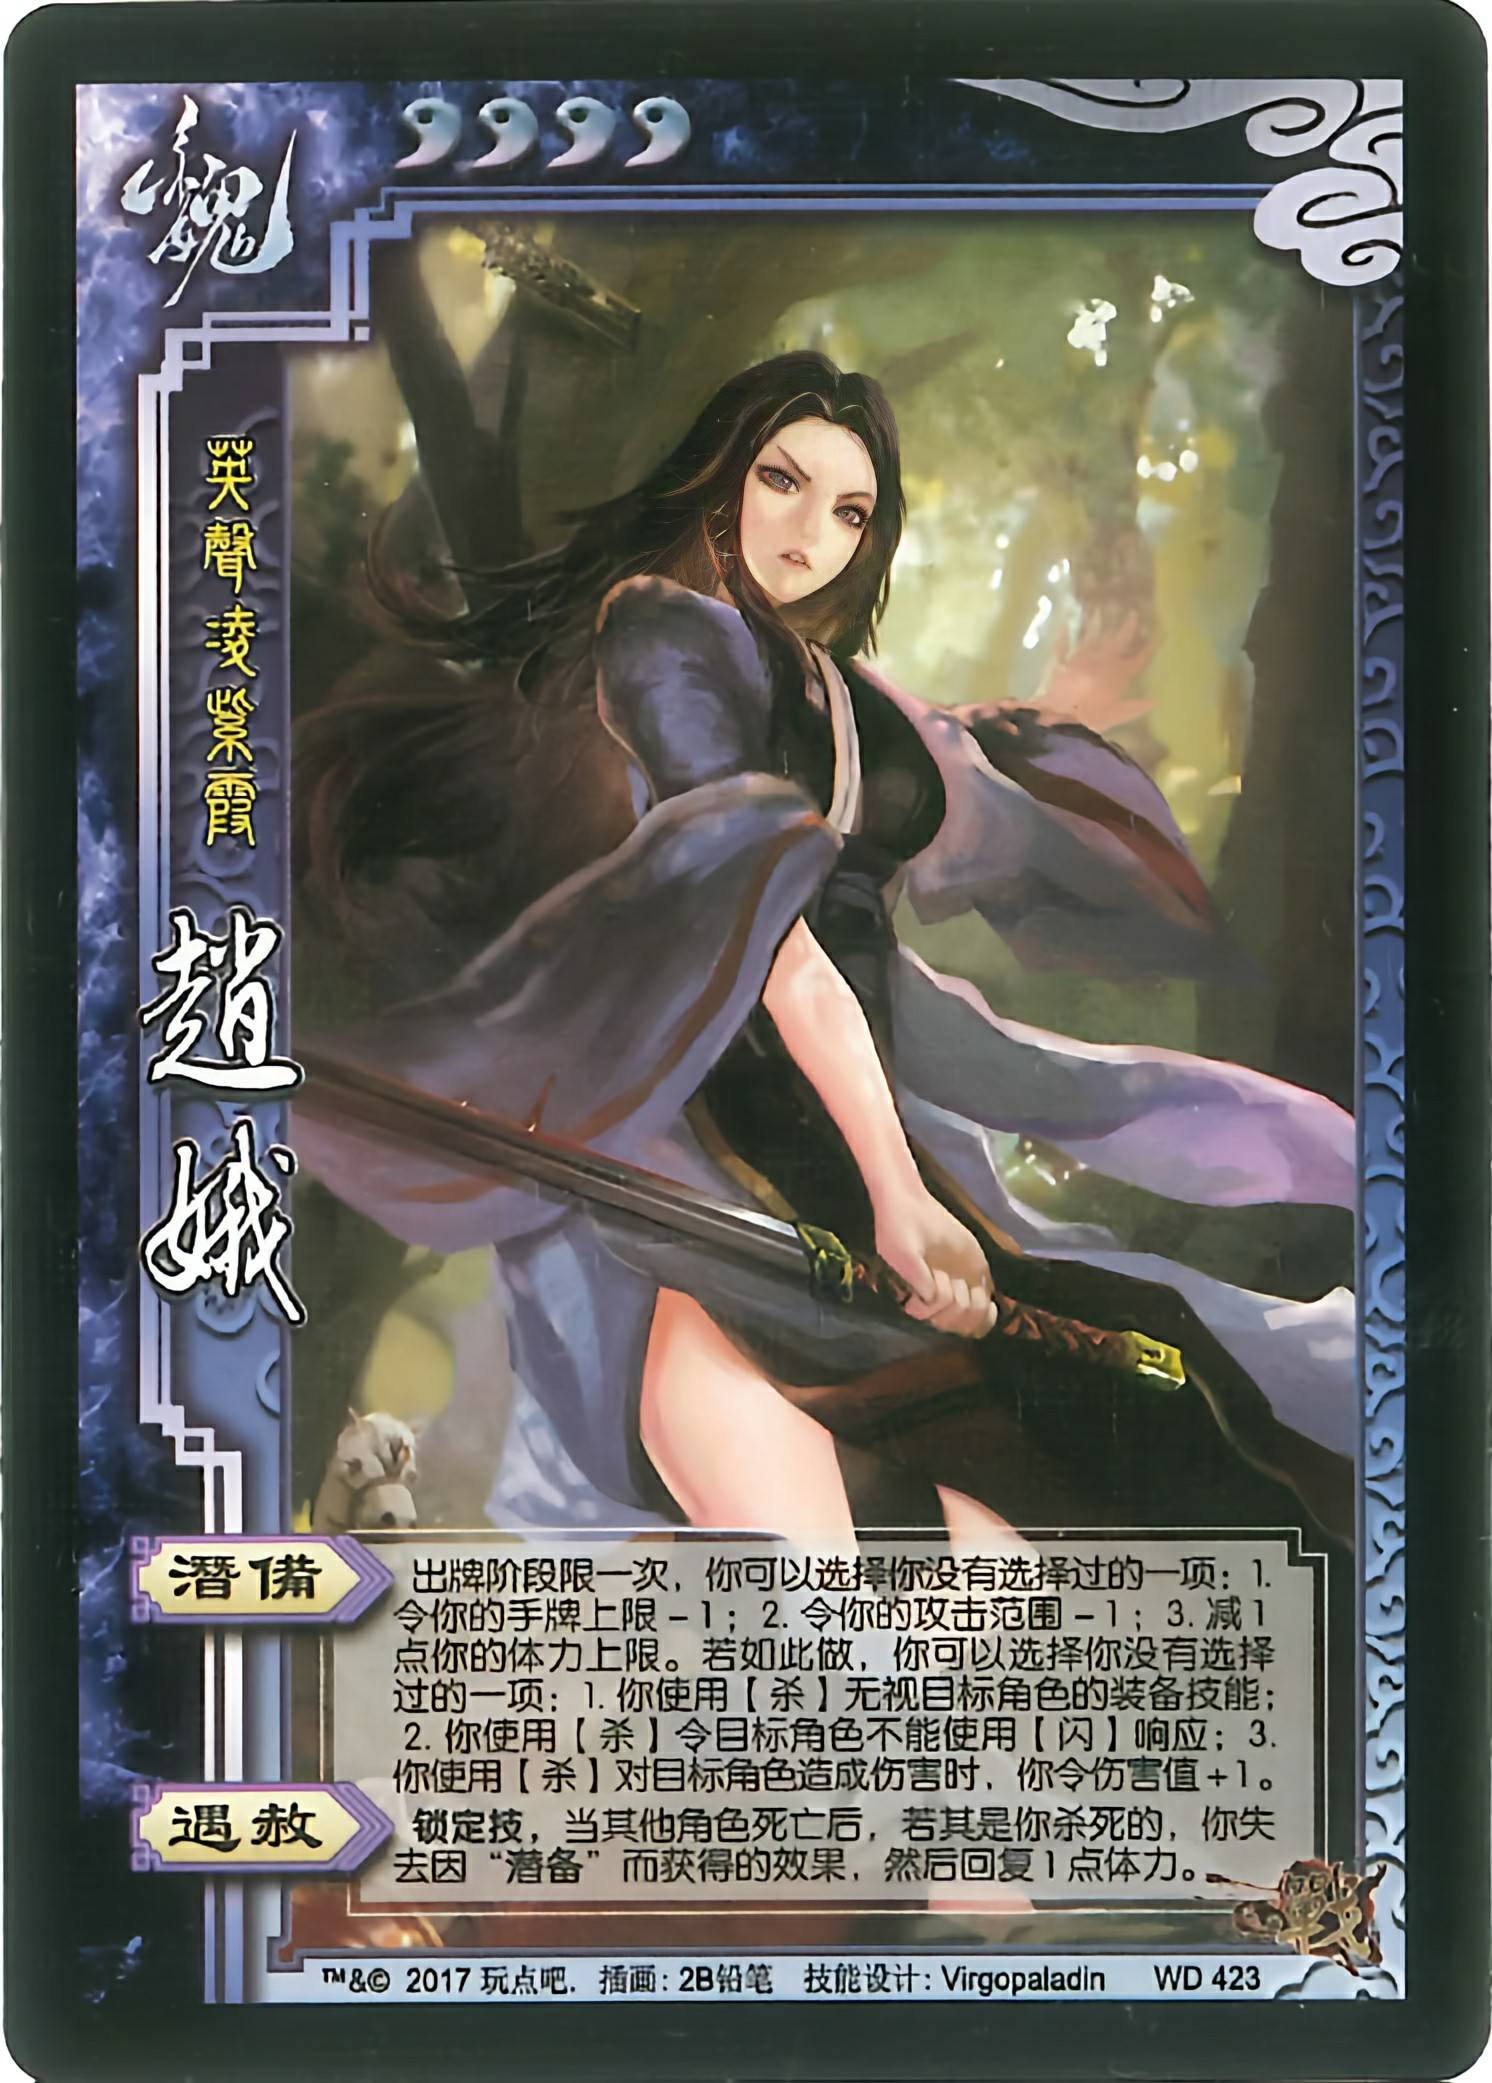 魏
英聲凌紫霞
趙娥
潛備
出牌阶段限一次，你可以选择你没有选择过的一项：1.
令你的手牌上限－1；2. 令你的攻击范围－1；3. 减1
点你的体力上限。若如此做，你可以选择你没有选择
过的一项：1. 你使用【杀】无视目标角色的装备技能；
2. 你使用【杀】令目标角色不能使用【闪】响应；3.
你使用【杀】对目标角色造成伤害时，你令伤害值+1。
遇赦
锁定技，当其他角色死亡后，若其是你杀死的，你失
去因“潜备”而获得的效果，然后回复1点体力。
戰
™&© 2017 玩点吧. 插画: 2B铅笔 技能设计: Virgopaladin WD 423